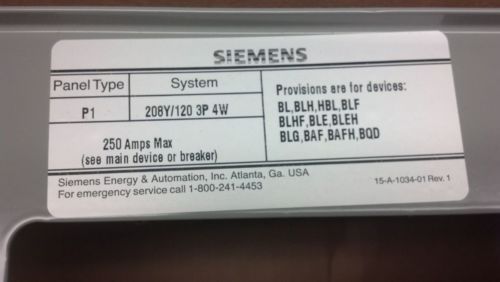 SIEMENS
Panel Type System
P1 208Y/120 3P 4W
250 Amps Max
(see main device or breaker)
Provisions are for devices:
BL,BLH,HBL,BLF
BLHF,BLE,BLEH
BLG,BAF,BAFH,BQD
Siemens Energy & Automation, Inc. Atlanta, Ga. USA
For emergency service call 1-800-241-4453
15-A-1034-01 Rev. 1